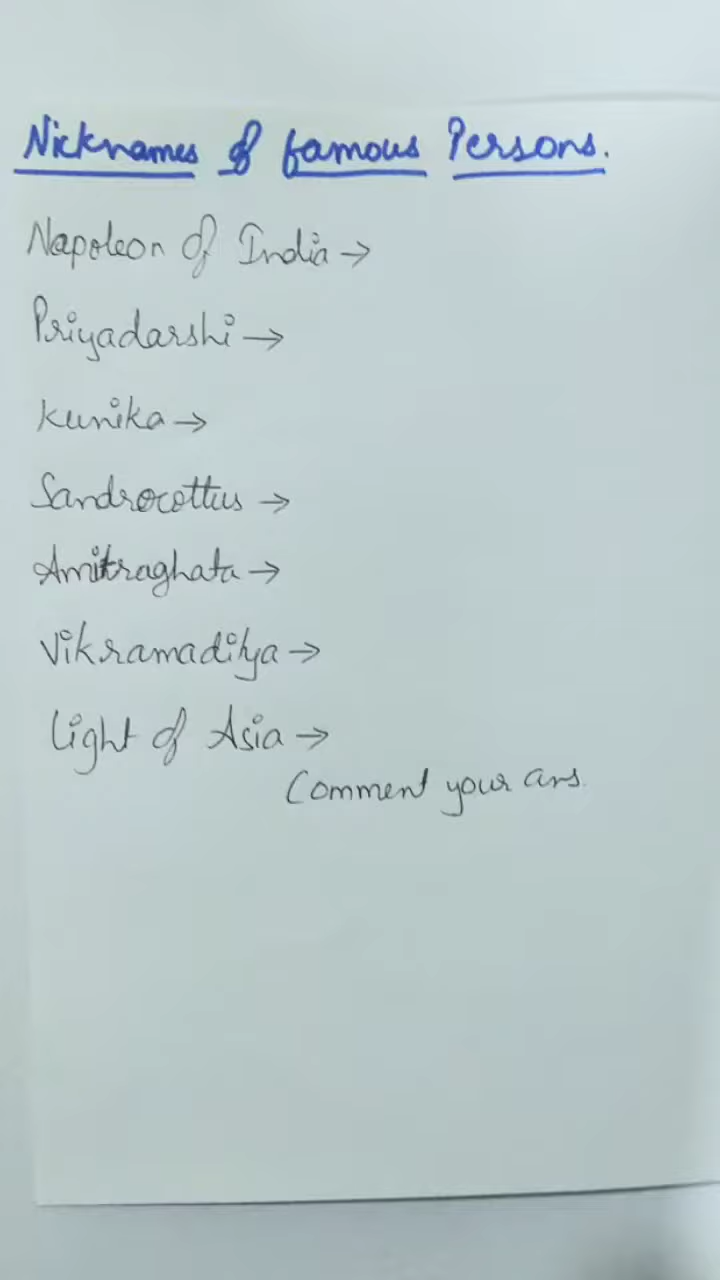 Nicknames of famous Persons.
Napoleon of India →
Priyadarshi →
Kunika →
Sandrocottus →
Amitraghata →
Vikramaditya →
Light of Asia →
Comment your ans.